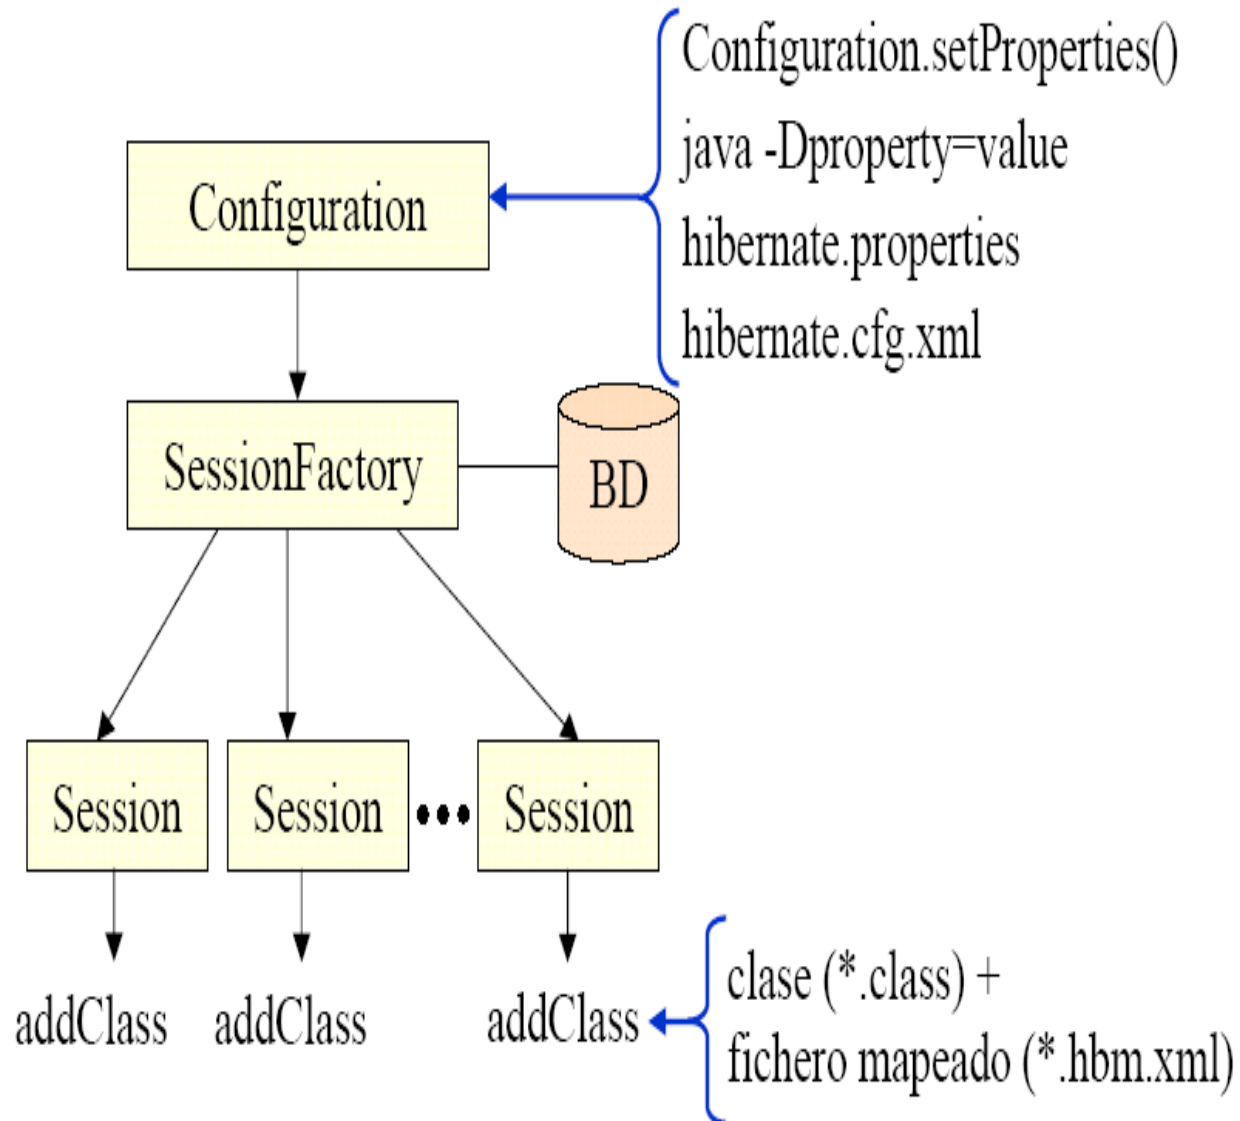 Configuration.setProperties()
java -Dproperty=value
hibernate.properties
hibernate.cfg.xml
Configuration
SessionFactory
BD
Session
Session
Session
addClass
addClass
addClass
clase (*.class) +
fichero mapeado (*.hbm.xml)